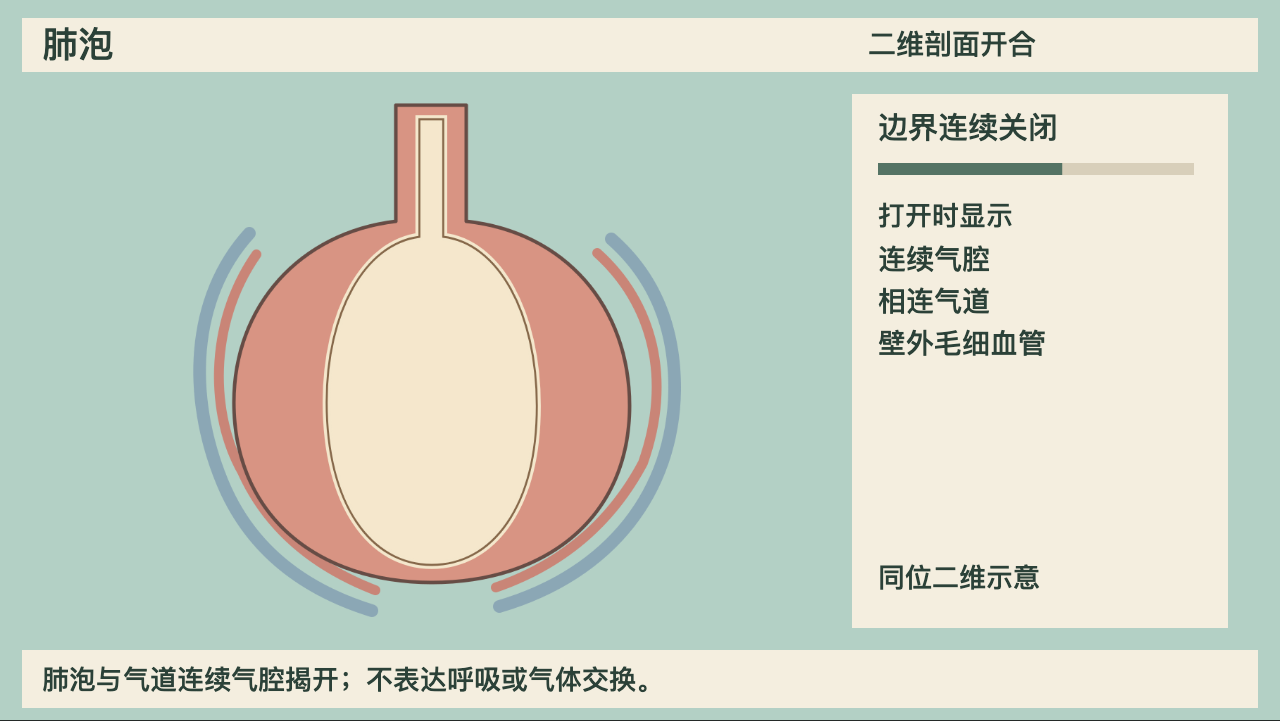 肺泡
二维剖面开合
边界连续关闭
打开时显示
连续气腔
相连气道
壁外毛细血管
同位二维示意
肺泡与气道连续气腔揭开；不表达呼吸或气体交换。